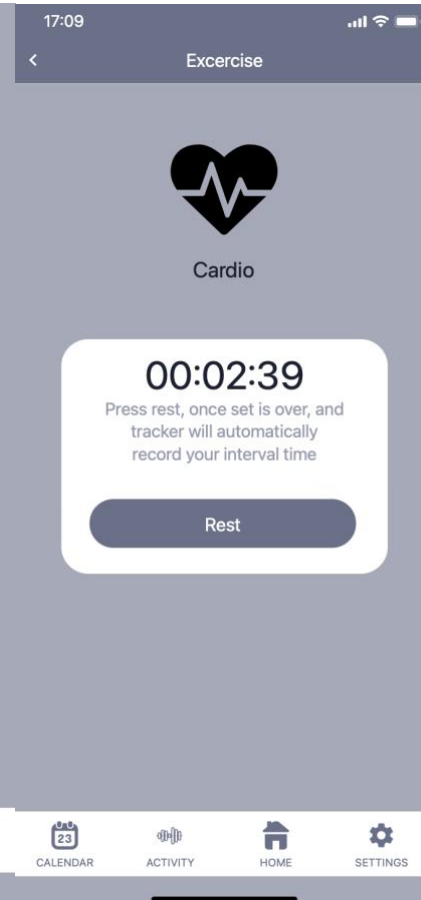 17:09
Excercise
Cardio
00:02:39
Press rest, once set is over, and
tracker will automatically
record your interval time
Rest
23
CALENDAR ACTIVITY HOME SETTINGS